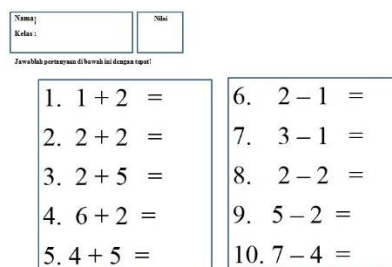 Nama:
Kelas :
Nilai
Jawablah pertanyaan di bawah ini dengan tepat!
1. 1 + 2 =
2. 2 + 2 =
3. 2 + 5 =
4. 6 + 2 =
5. 4 + 5 =
6. 2 – 1 =
7. 3 – 1 =
8. 2 – 2 =
9. 5 – 2 =
10. 7 – 4 =